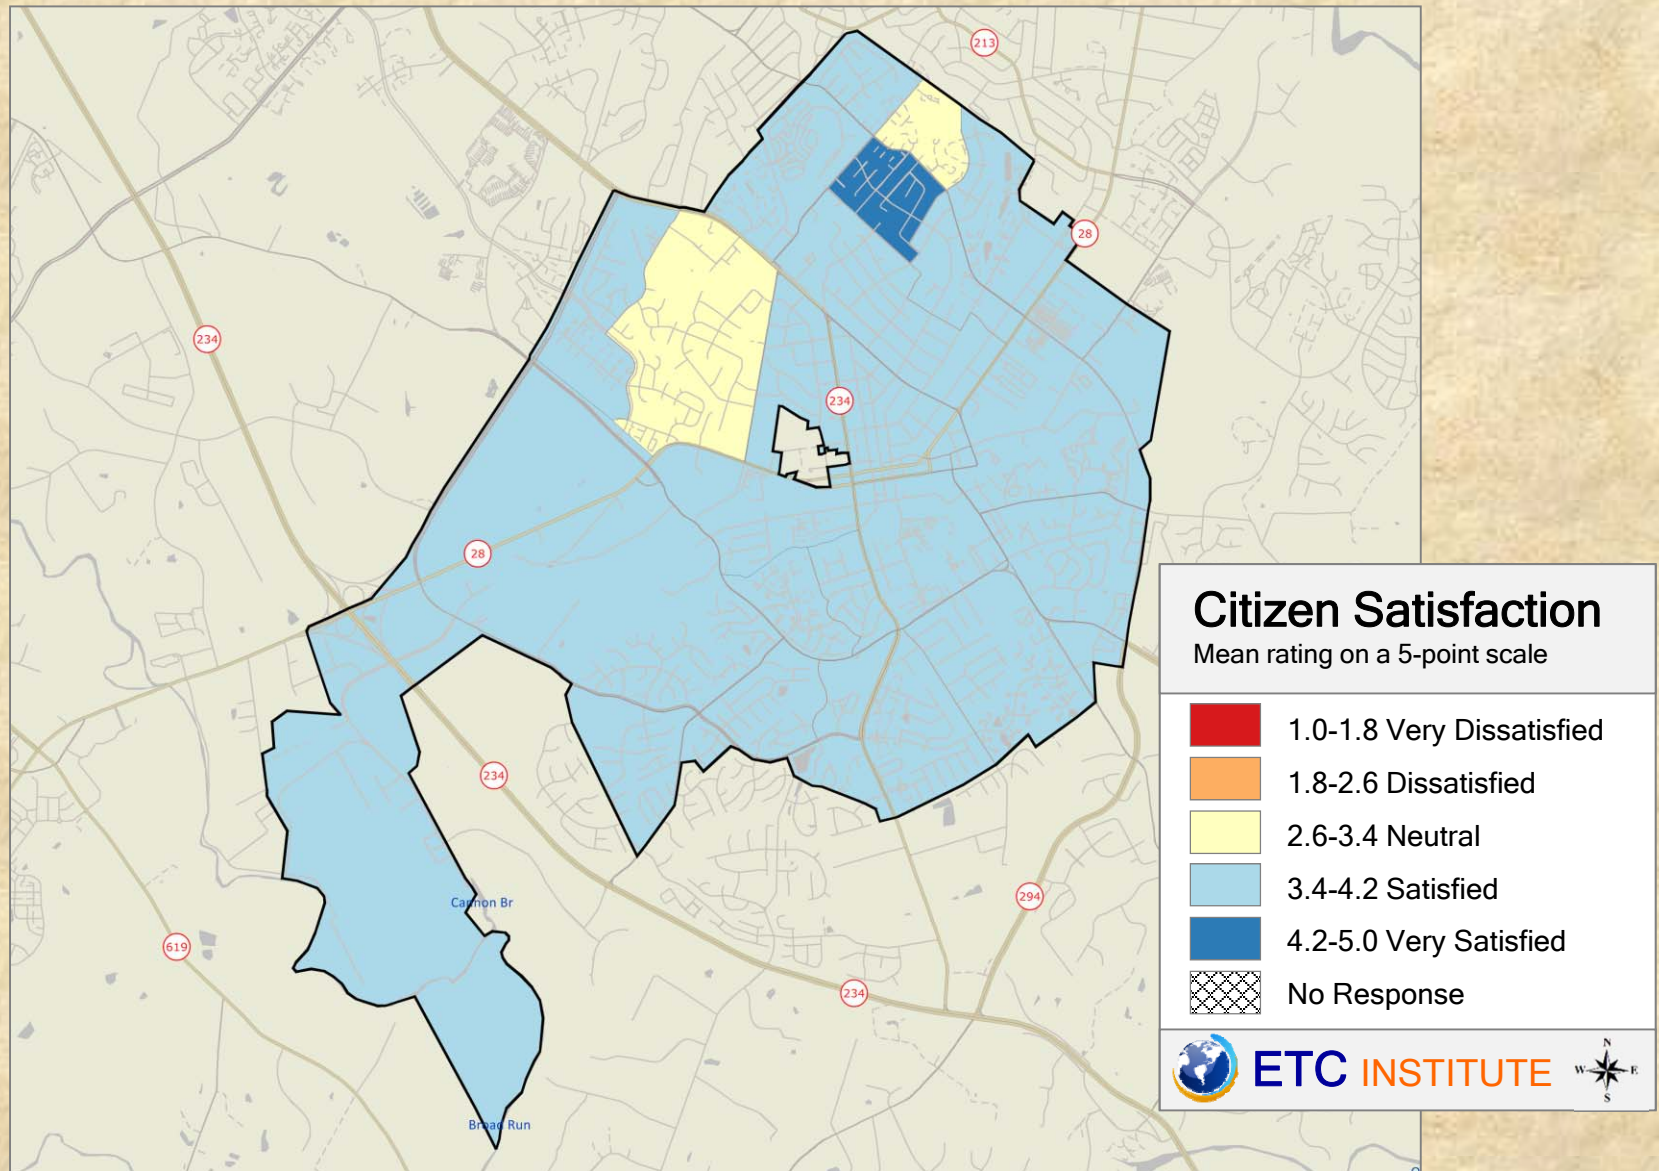 213
28
234
234
28
Citizen Satisfaction
Mean rating on a 5-point scale
1.0-1.8 Very Dissatisfied
1.8-2.6 Dissatisfied
2.6-3.4 Neutral
3.4-4.2 Satisfied
4.2-5.0 Very Satisfied
No Response
234
294
Cannon Br
619
234
ETC INSTITUTE
N
W E
S
Broad Run